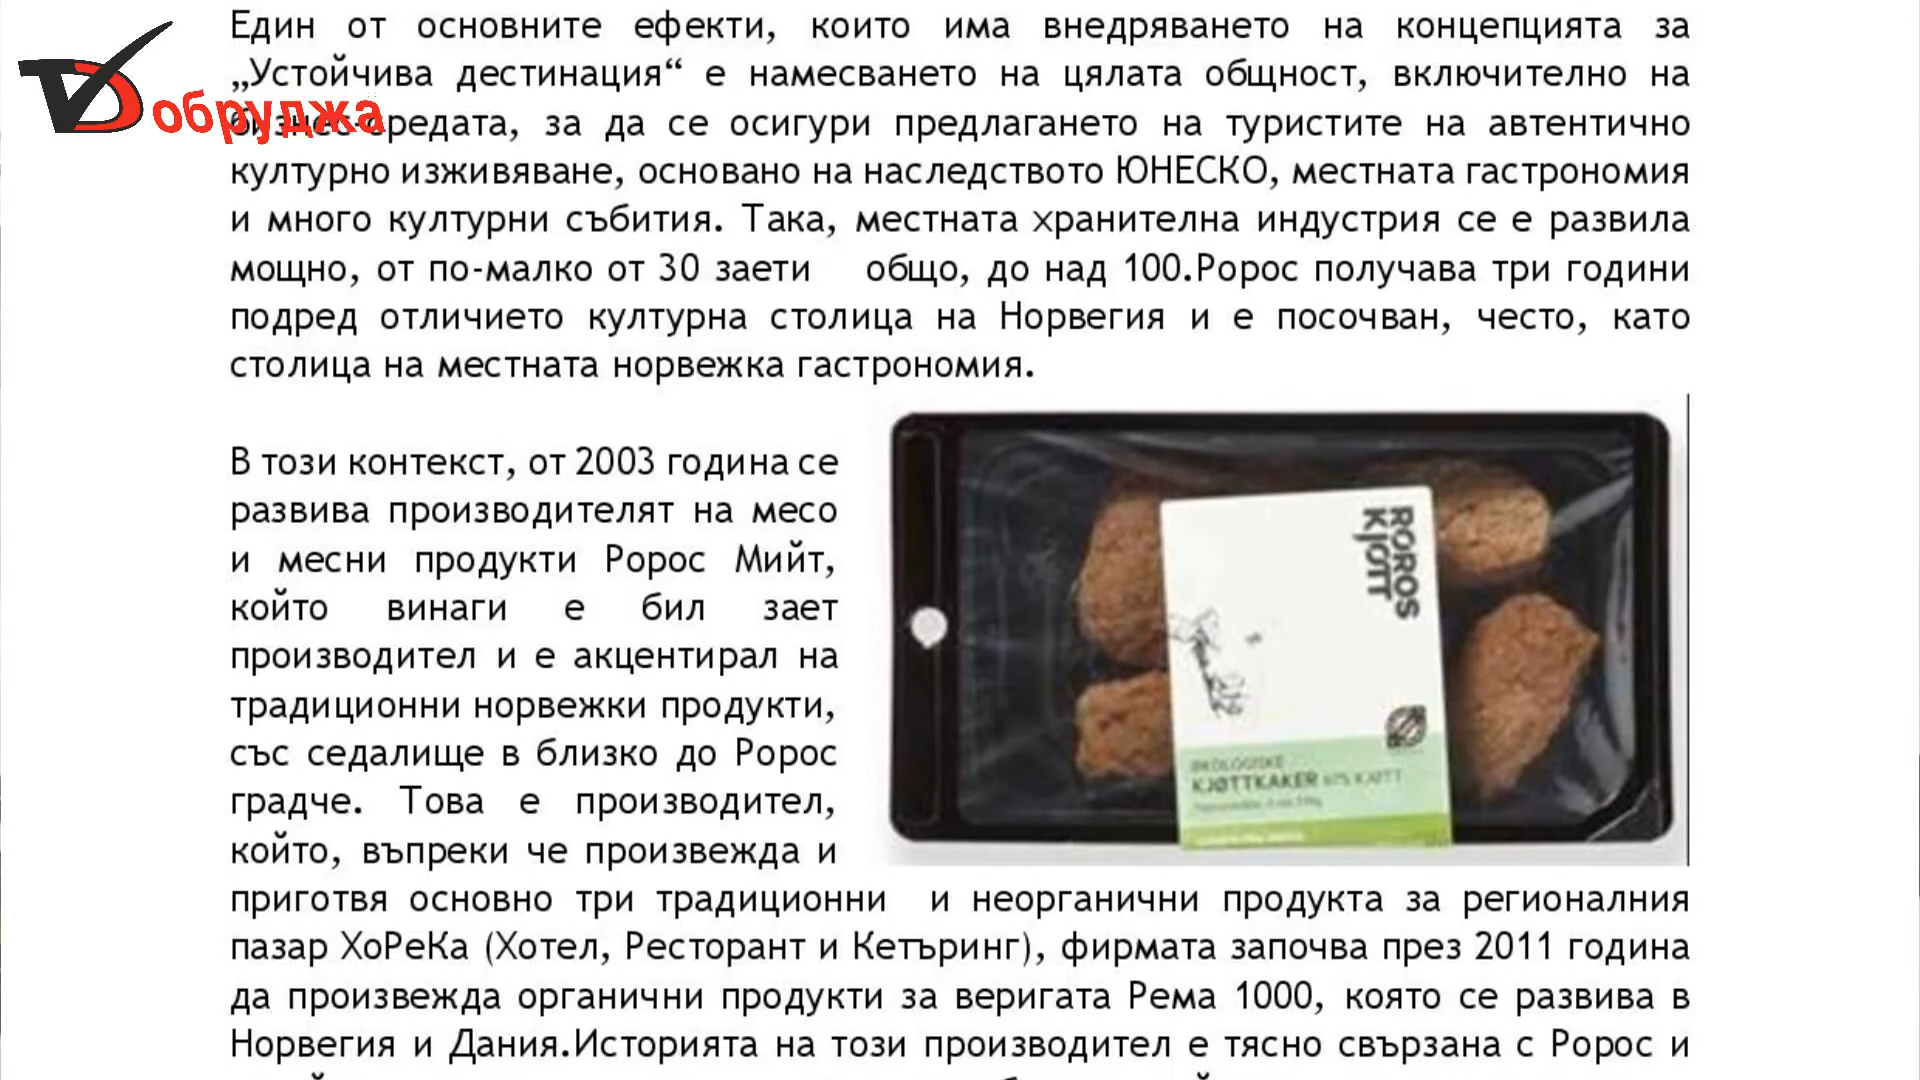 Един от основните ефекти, които има внедряването на концепцията за
„Устойчива дестинация“ е намесването на цялата общност, включително на
Добруджа
бизнес-средата, за да се осигури предлагането на туристите на автентично
културно изживяване, основано на наследството ЮНЕСКО, местната гастрономия
и много културни събития. Така, местната хранителна индустрия се е развила
мощно, от по-малко от 30 заети общо, до над 100.Ророс получава три години
подред отличието културна столица на Норвегия и е посочван, често, като
столица на местната норвежка гастрономия.
В този контекст, от 2003 година се
развива производителят на месо
и месни продукти Ророс Мийт,
който винаги е бил зает
производител и е акцентирал на
традиционни норвежки продукти,
със седалище в близко до Ророс
градче. Това е производител,
който, въпреки че произвежда и
RØROS
KJØTT
ØKOLOGISKE
KJØTTKAKER
приготвя основно три традиционни и неорганични продукта за регионалния
пазар ХоРеКа (Хотел, Ресторант и Кетъринг), фирмата започва през 2011 година
да произвежда органични продукти за веригата Рема 1000, която се развива в
Норвегия и Дания.Историята на този производител е тясно свързана с Ророс и